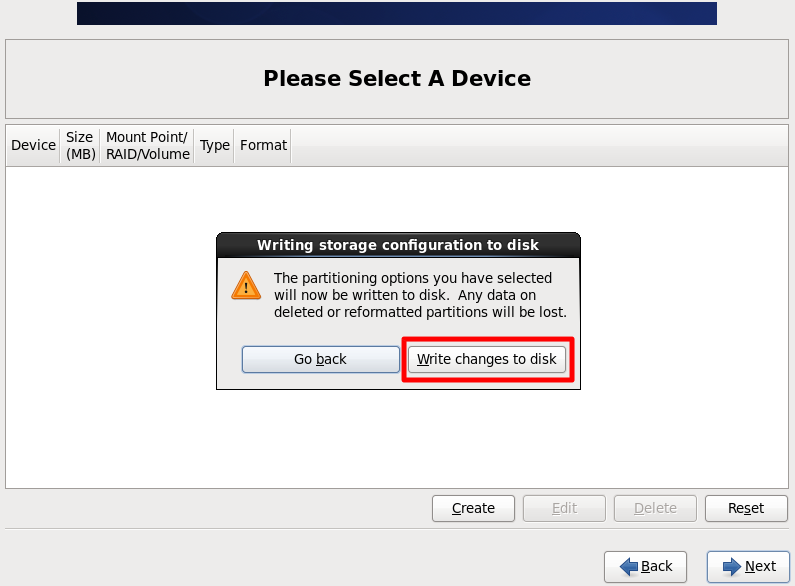 Please Select A Device
Device
Size
(MB)
Mount Point/
RAID/Volume
Type
Format
Writing storage configuration to disk
The partitioning options you have selected
will now be written to disk.  Any data on
deleted or reformatted partitions will be lost.
Go back
Write changes to disk
Create
Edit
Delete
Reset
Back
Next